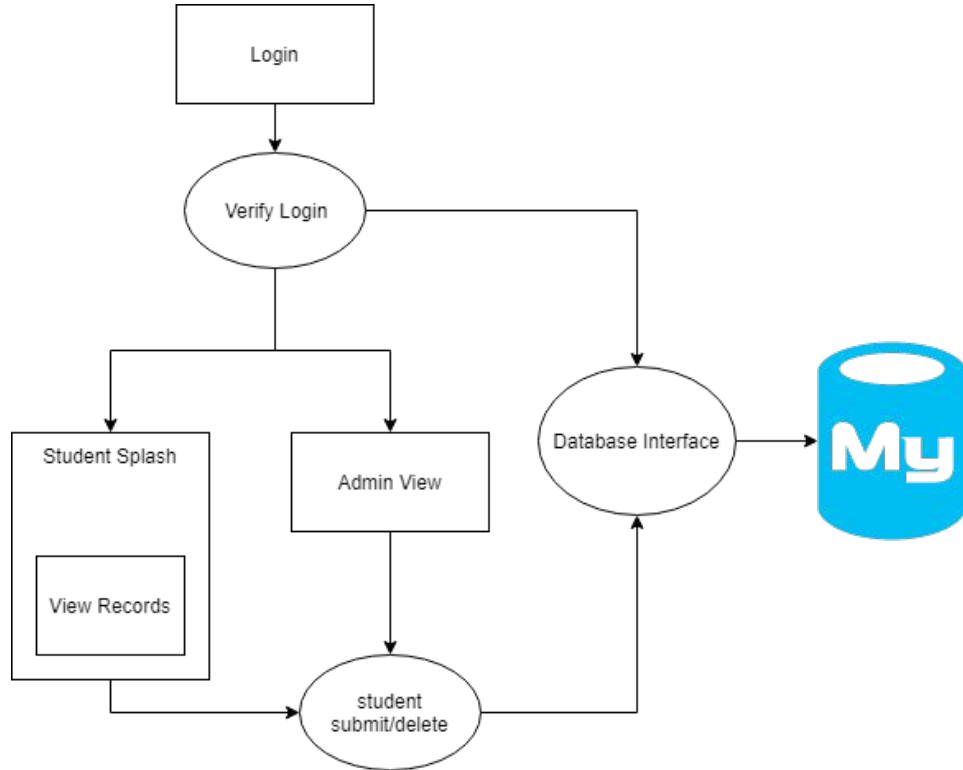 Login
Verify Login
Student Splash
Admin View
Database Interface
My
View Records
student
submit/delete